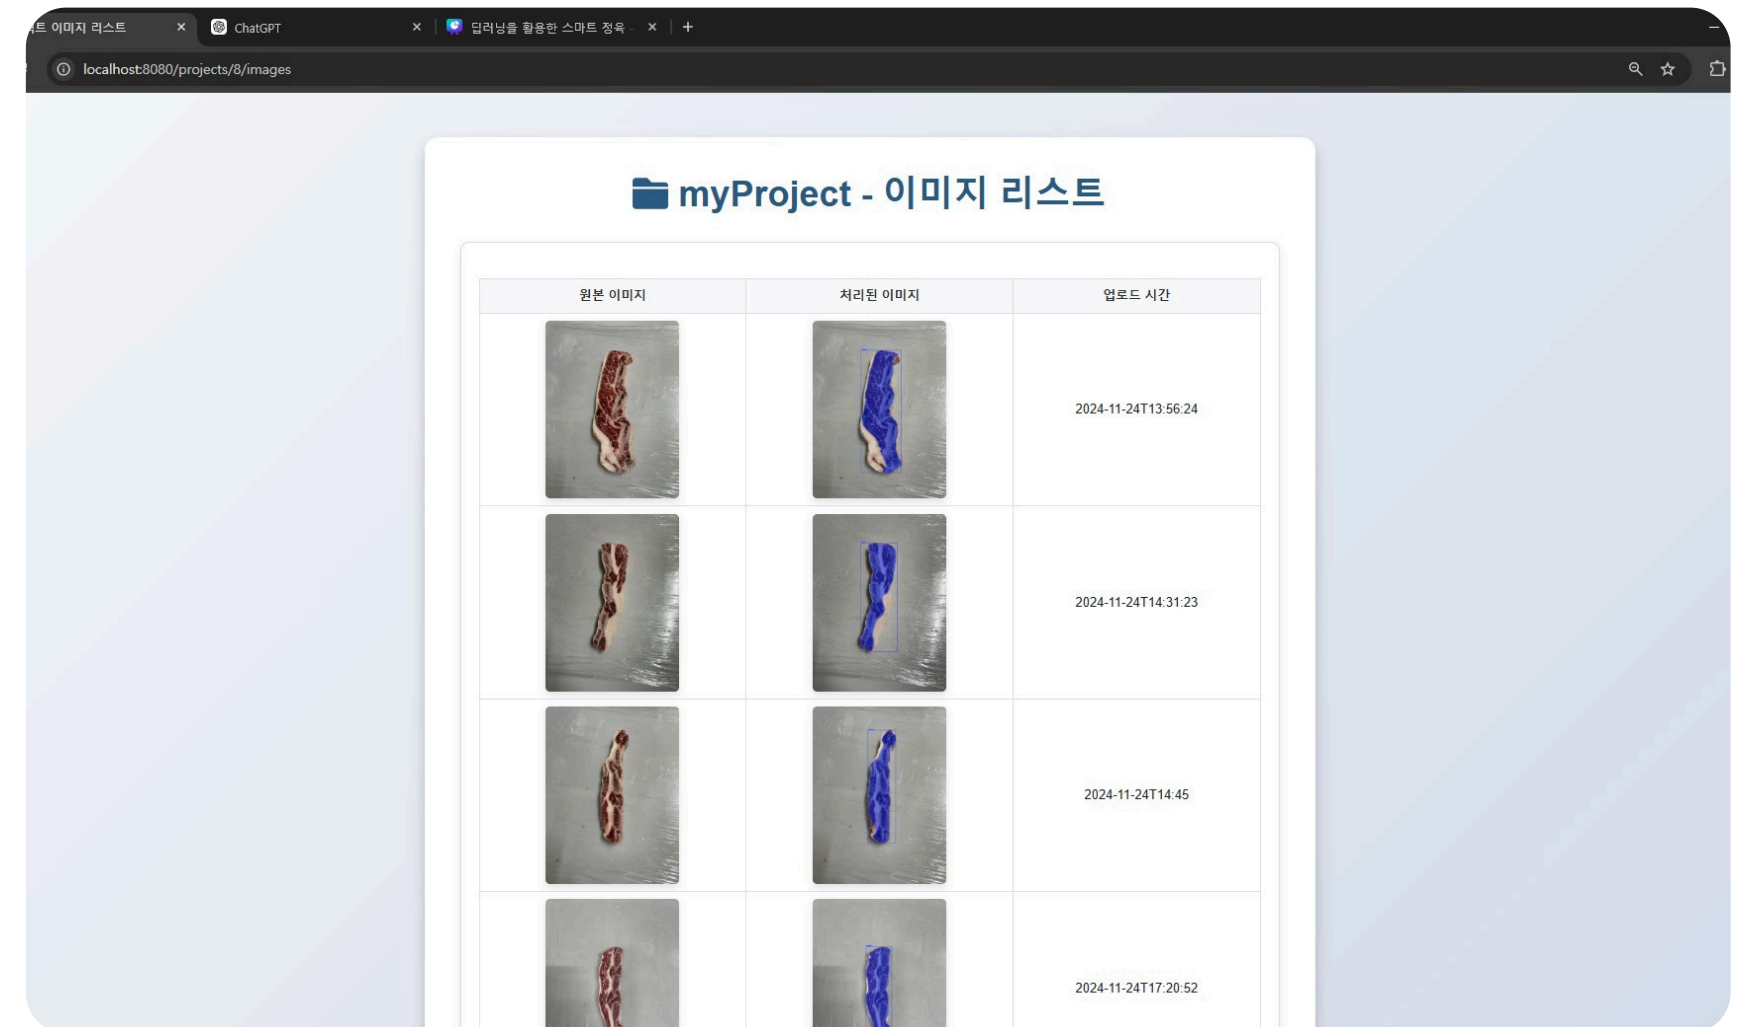 트 이미지 리스트
ChatGPT
딥러닝을 활용한 스마트 정육 -
localhost:8080/projects/8/images
myProject - 이미지 리스트
원본 이미지 처리된 이미지 업로드 시간
2024-11-24T13:56:24
2024-11-24T14:31:23
2024-11-24T14:45
2024-11-24T17:20:52